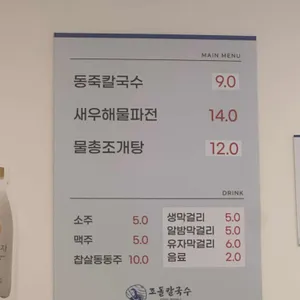 MAIN MENU
동죽칼국수 9.0
새우해물파전 14.0
물총조개탕 12.0
DRINK
소주 5.0 생막걸리 5.0
맥주 5.0 알밤막걸리 5.0
찹쌀동동주 10.0 유자막걸리 6.0
음료 2.0
칼국수